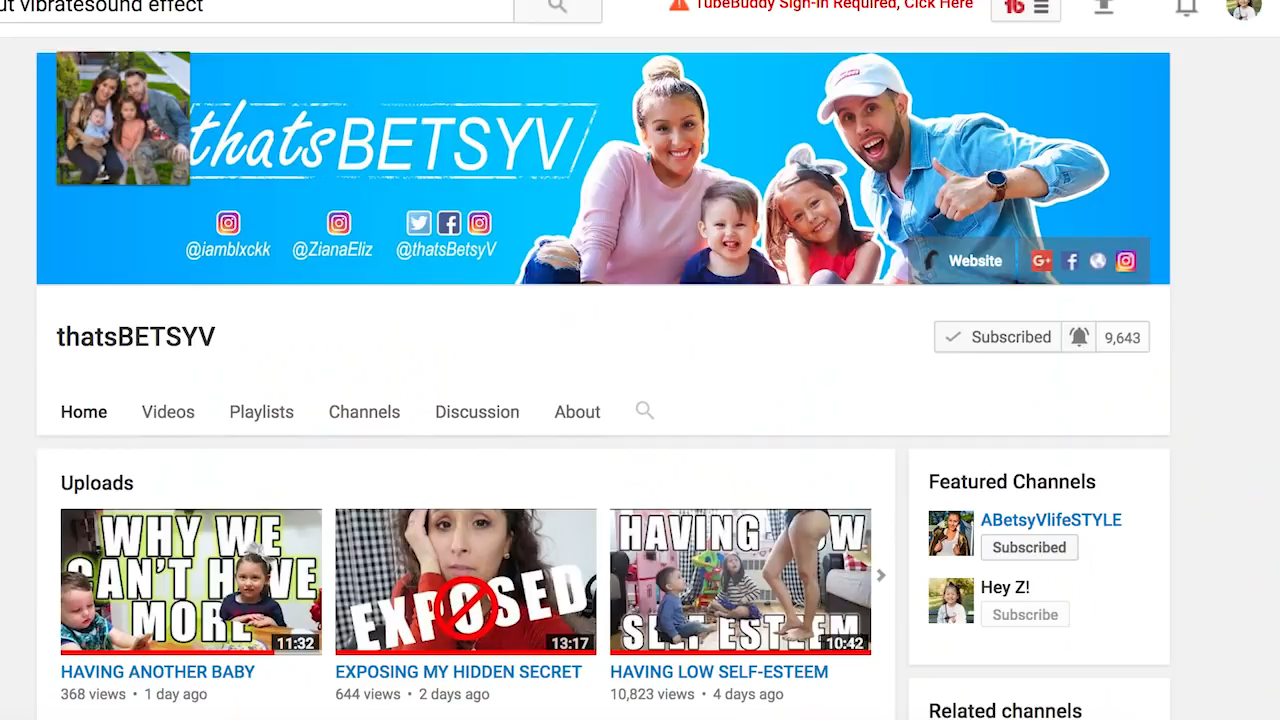 ut vibratesound effect
TubeBuddy Sign-In Required, Click Here
16
thatsBETSYV
@iamblxckk @ZianaEliz @thatsBetsyV
Website
G+
thatsBETSYV
Subscribed 9,643
Home Videos Playlists Channels Discussion About
Uploads
WHY WE
CAN'T HAVE
MORE
11:32
HAVING ANOTHER BABY
368 views • 1 day ago
EXPOSED
13:17
EXPOSING MY HIDDEN SECRET
644 views • 2 days ago
HAVING LOW
SELF-ESTEEM
10:42
HAVING LOW SELF-ESTEEM
10,823 views • 4 days ago
Featured Channels
ABetsyVlifeSTYLE
Subscribed
Hey Z!
Subscribe
Related channels